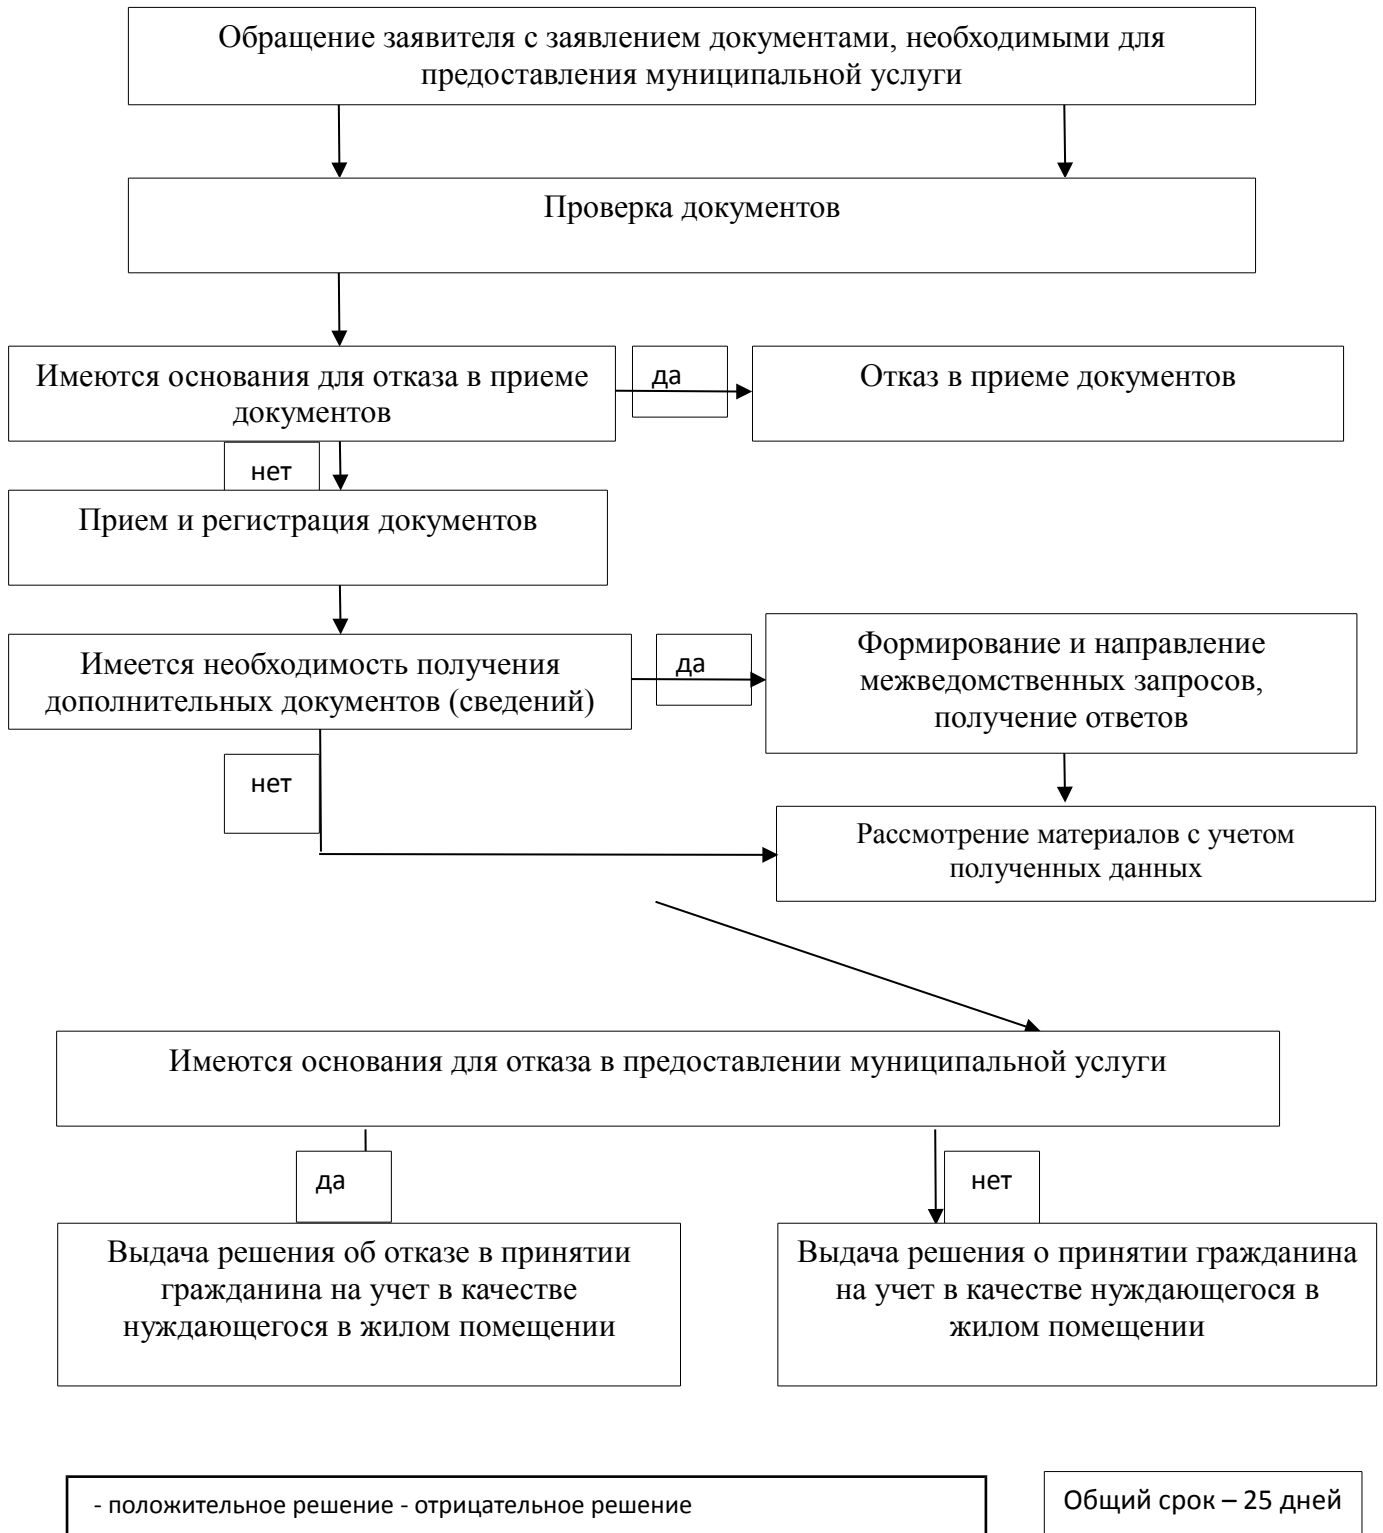 Обращение заявителя с заявлением документами, необходимыми для
предоставления муниципальной услуги
Проверка документов
Имеются основания для отказа в приеме
документов
да
Отказ в приеме документов
нет
Прием и регистрация документов
Имеется необходимость получения
дополнительных документов (сведений)
да
Формирование и направление
межведомственных запросов,
получение ответов
нет
Рассмотрение материалов с учетом
полученных данных
Имеются основания для отказа в предоставлении муниципальной услуги
да
нет
Выдача решения об отказе в принятии
гражданина на учет в качестве
нуждающегося в жилом помещении
Выдача решения о принятии гражданина
на учет в качестве нуждающегося в
жилом помещении
- положительное решение - отрицательное решение
Общий срок – 25 дней